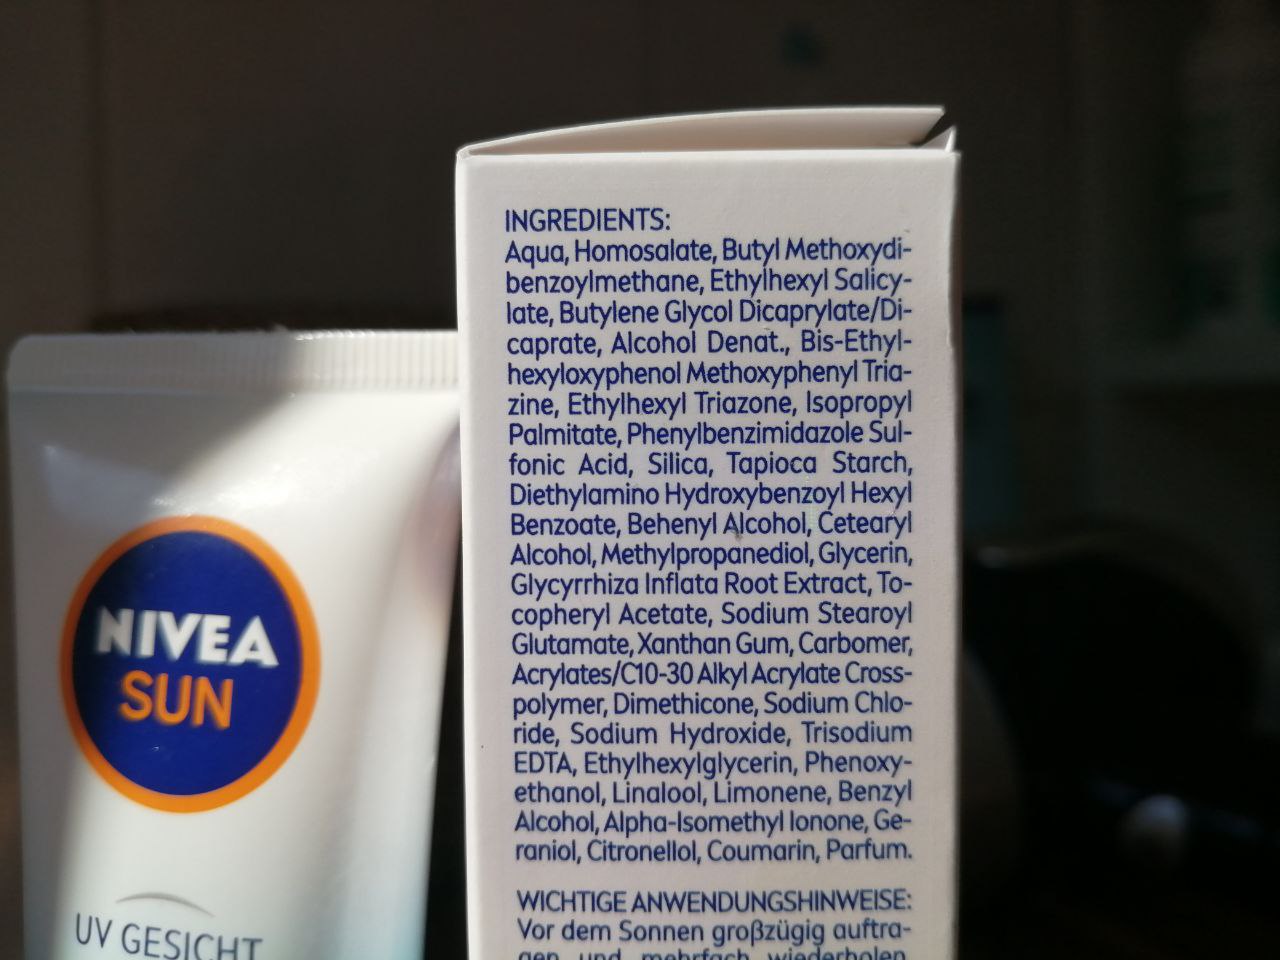 NIVEA
SUN
UV GESICHT
INGREDIENTS:
Aqua, Homosalate, Butyl Methoxydi-
benzoylmethane, Ethylhexyl Salicy-
late, Butylene Glycol Dicaprylate/Di-
caprate, Alcohol Denat., Bis-Ethyl-
hexyloxyphenol Methoxyphenyl Tria-
zine, Ethylhexyl Triazone, Isopropyl
Palmitate, Phenylbenzimidazole Sul-
fonic Acid, Silica, Tapioca Starch,
Diethylamino Hydroxybenzoyl Hexyl
Benzoate, Behenyl Alcohol, Cetearyl
Alcohol, Methylpropanediol, Glycerin,
Glycyrrhiza Inflata Root Extract, To-
copheryl Acetate, Sodium Stearoyl
Glutamate, Xanthan Gum, Carbomer,
Acrylates/C10-30 Alkyl Acrylate Cross-
polymer, Dimethicone, Sodium Chlo-
ride, Sodium Hydroxide, Trisodium
EDTA, Ethylhexylglycerin, Phenoxy-
ethanol, Linalool, Limonene, Benzyl
Alcohol, Alpha-Isomethyl Ionone, Ge-
raniol, Citronellol, Coumarin, Parfum.
WICHTIGE ANWENDUNGSHINWEISE:
Vor dem Sonnen großzügig auftra-
gen und mehrfach wiederholen,